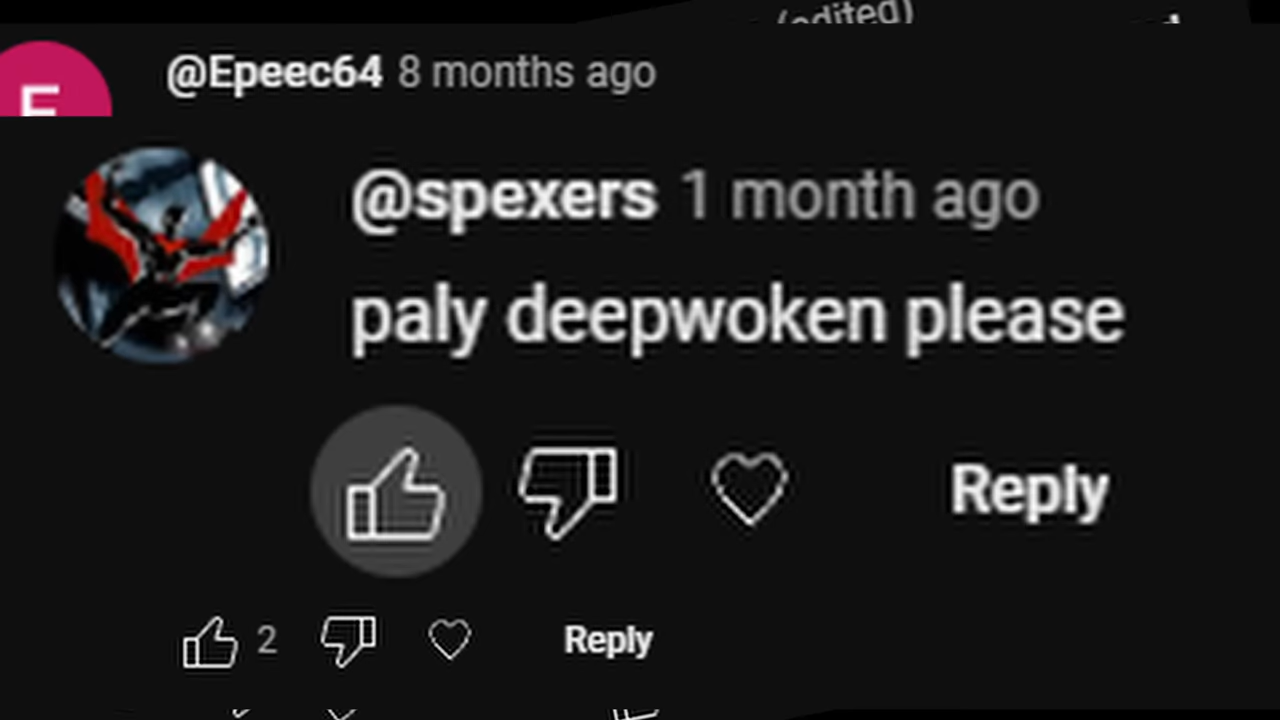 (edited)
E
@Epeec64 8 months ago
@spexers 1 month ago
paly deepwoken please
Reply
2
Reply